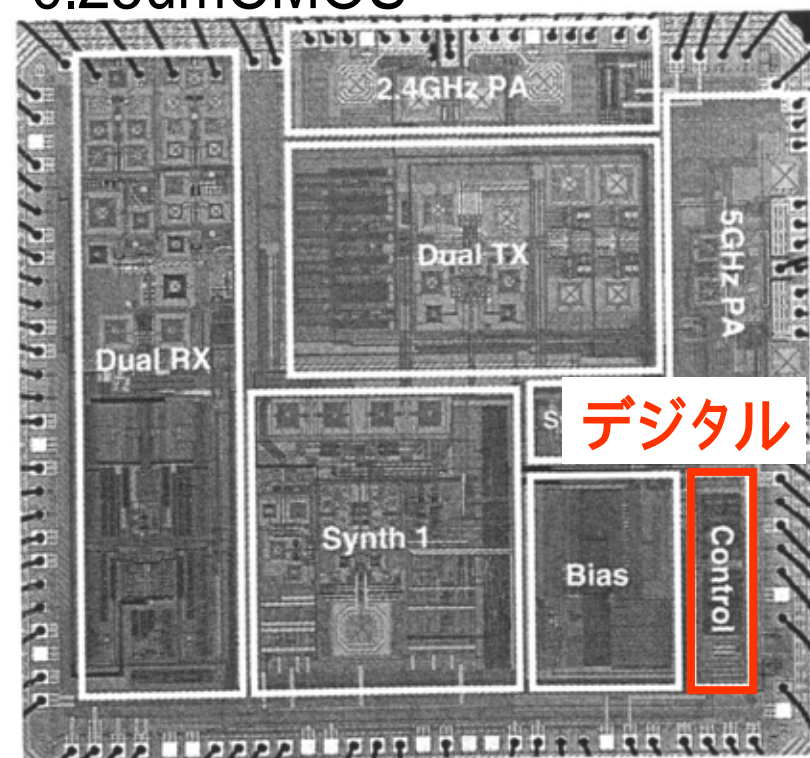 2.4GHz PA
Dual TX
5GHz PA
Dual RX
デジタル
Synth 1
Bias
Control